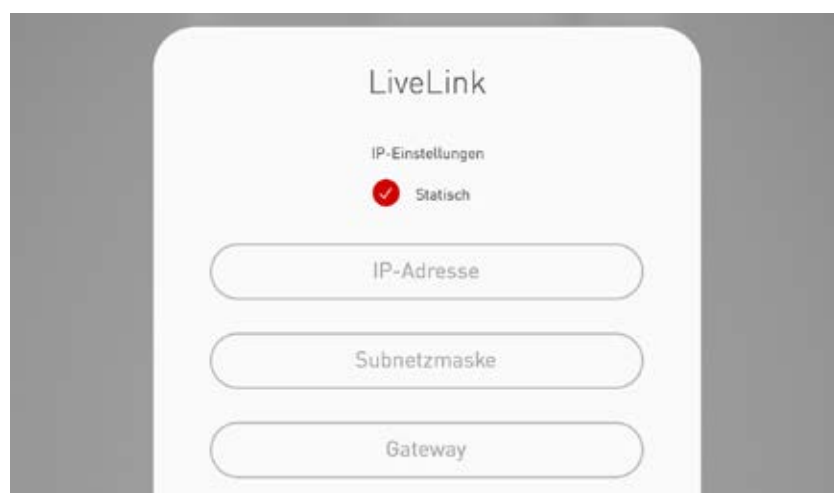 LiveLink
IP-Einstellungen
Statisch
IP-Adresse
Subnetzmaske
Gateway